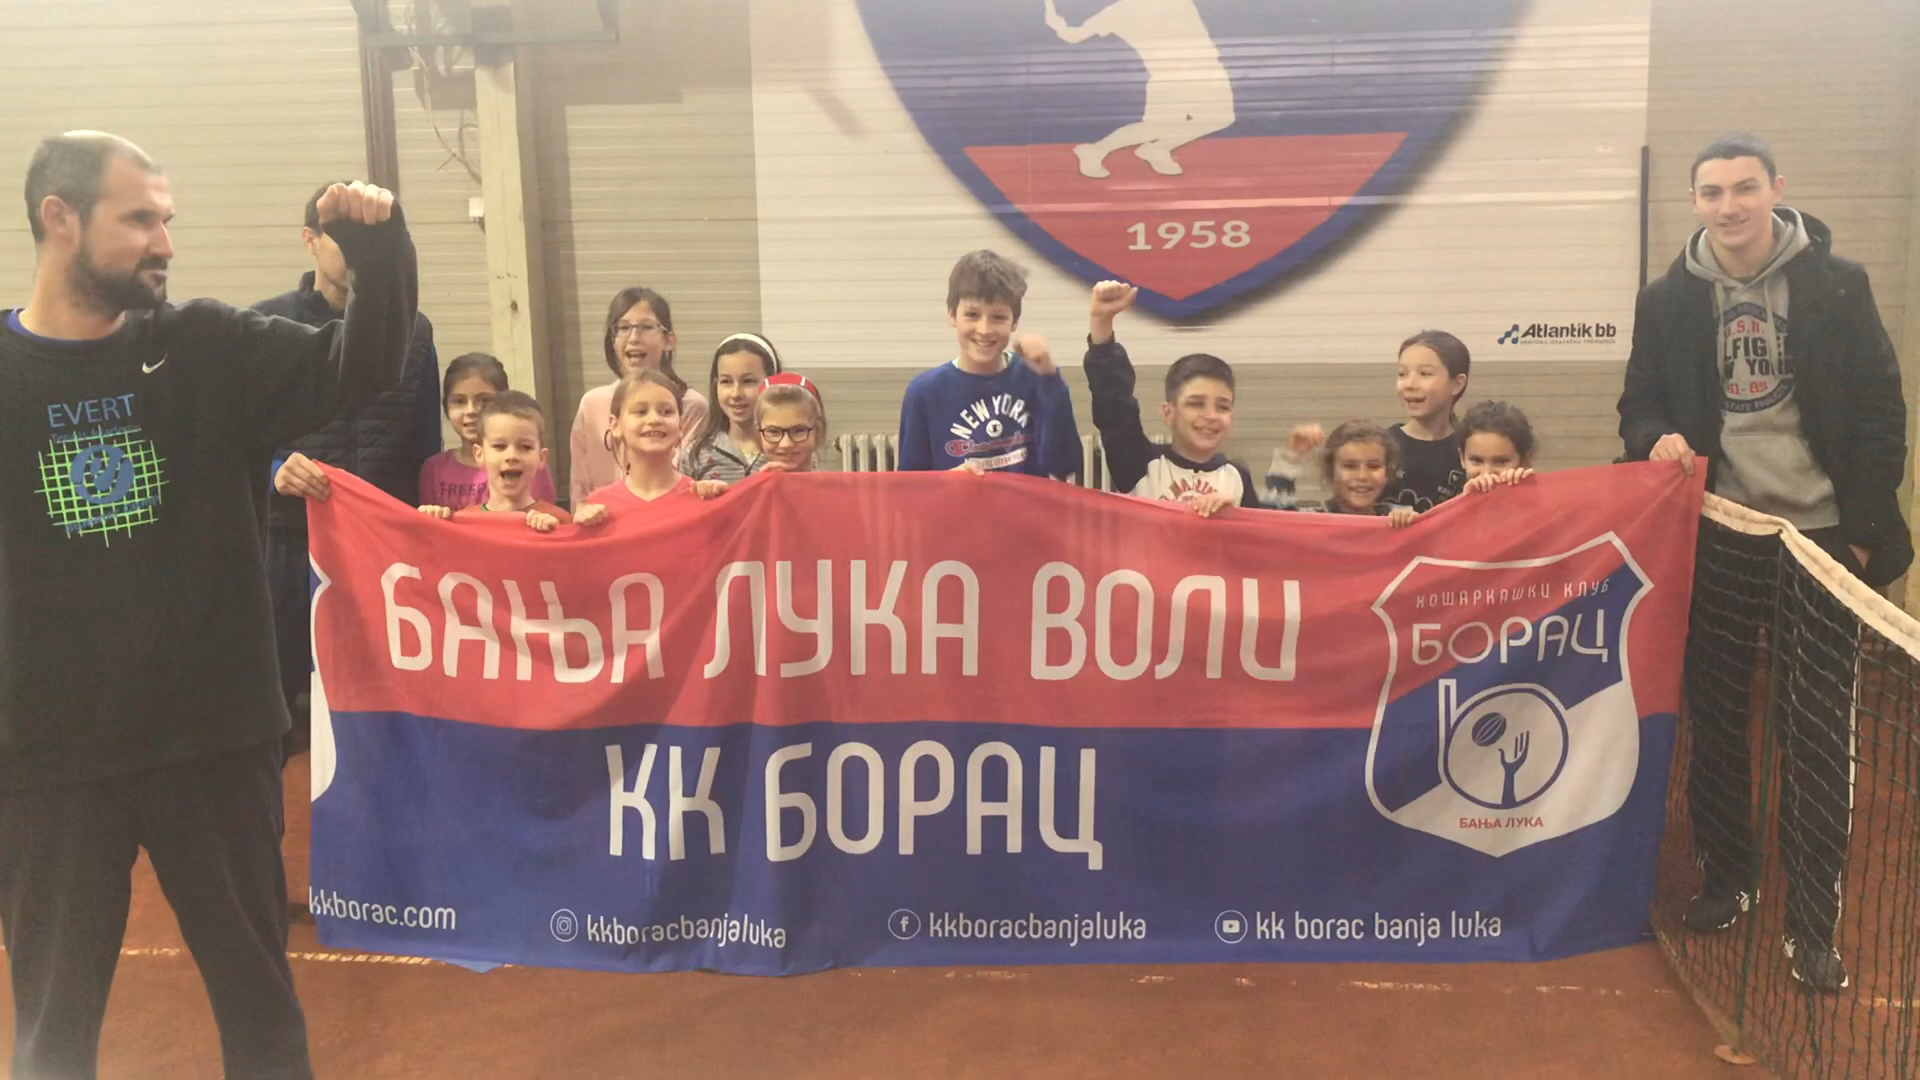 1958
Atlantik bb
EVERT
NEW YORK
БАЊА ЛУКА ВОЛИ
КК БОРАЦ
КОШАРКАШКИ КЛУБ
БОРАЦ
БАЊА ЛУКА
kkborac.com
kkboracbanjaluka
kkboracbanjaluka
kk borac banja luka